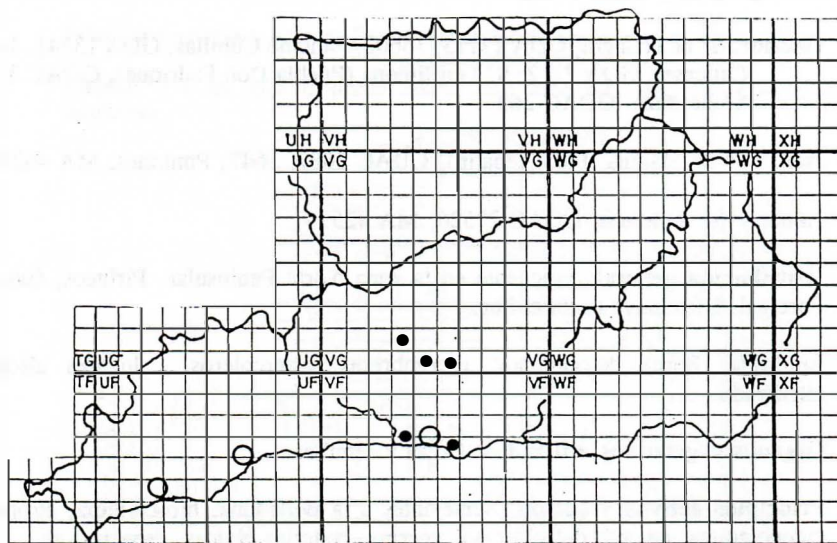 UH VH VH WH WH XH
UG VG VG WG WG XG
TG UG UG VG VG WG WG XG
TF UF UF VF VF WF WF XF